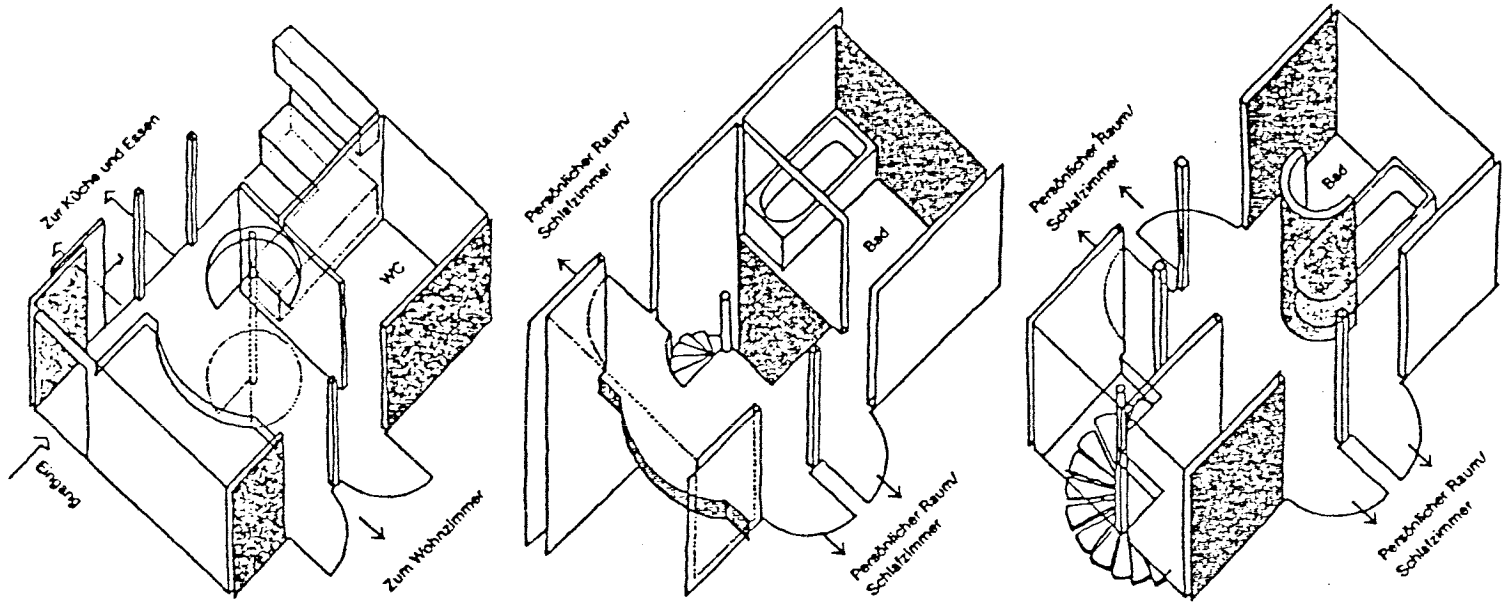 Zur Küche und Essen
WC
Eingang
Zum Wohnzimmer
Persönlicher Raum/
Schlafzimmer
Bad
Persönlicher Raum/
Schlafzimmer
Persönlicher Raum/
Schlafzimmer
Bad
Persönlicher Raum/
Schlafzimmer